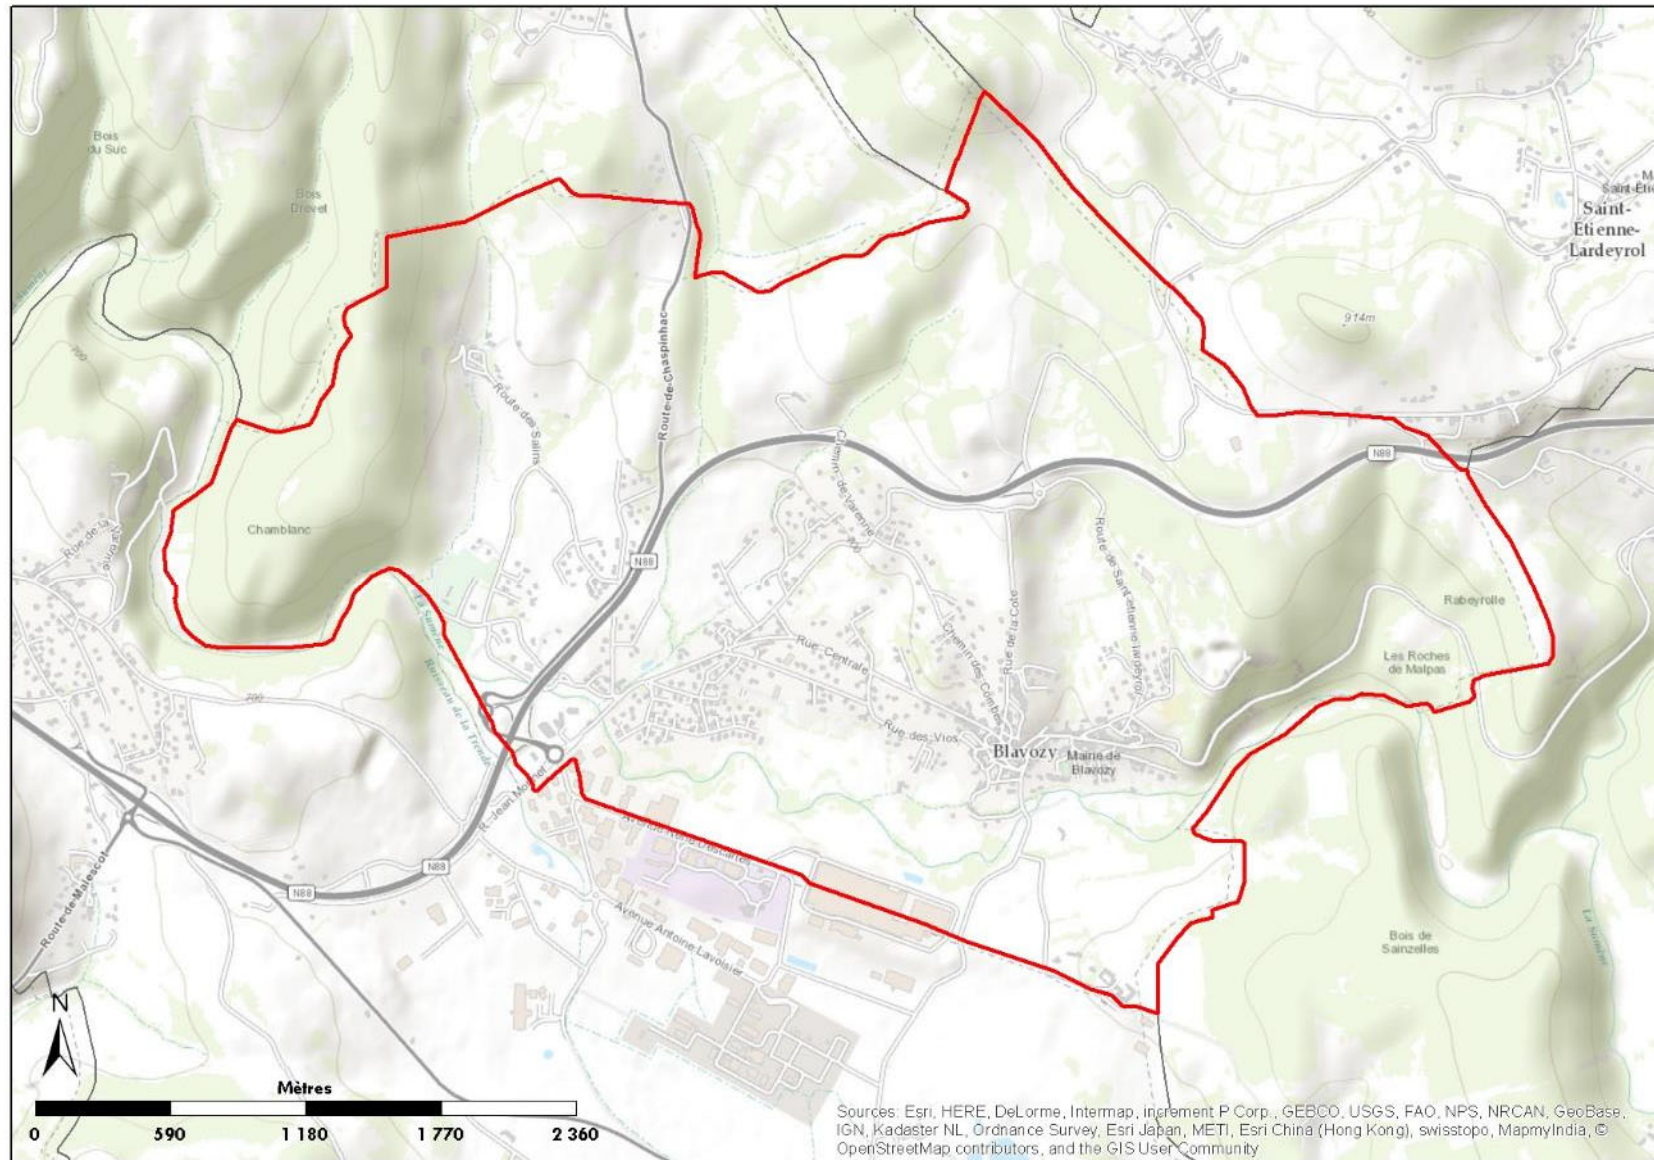 Bois
du Suc
Bois
Drevet
Saint-
Etienne-
Lardeyrol
914m
700
Route-de-Chaspinhac
Route des Salins
Chemin de Varenne
N88
Chamblanc
Rue de la
N88
700
Route de Saint-etienne lardeyrol
Rue de la Cote
Chemin des Combes
Rabeyrolle
La Sumène
Ruisseau de la Trende
Rue Centrale
Les Roches
de Malpas
700
Rue des Vios
Blavozy
Mairie de
Blavozy
R. Jean Monnet
Avenue René Descartes
N88
N88
Route-de-Malescot
Avenue Antoine Lavoisier
Bois de
Sainzelles
La Sumène
N
Mètres
0 590 1 180 1 770 2 360
Sources: Esri, HERE, DeLorme, Intermap, increment P Corp., GEBCO, USGS, FAO, NPS, NRCAN, GeoBase,
IGN, Kadaster NL, Ordnance Survey, Esri Japan, METI, Esri China (Hong Kong), swisstopo, MapmyIndia, ©
OpenStreetMap contributors, and the GIS User Community